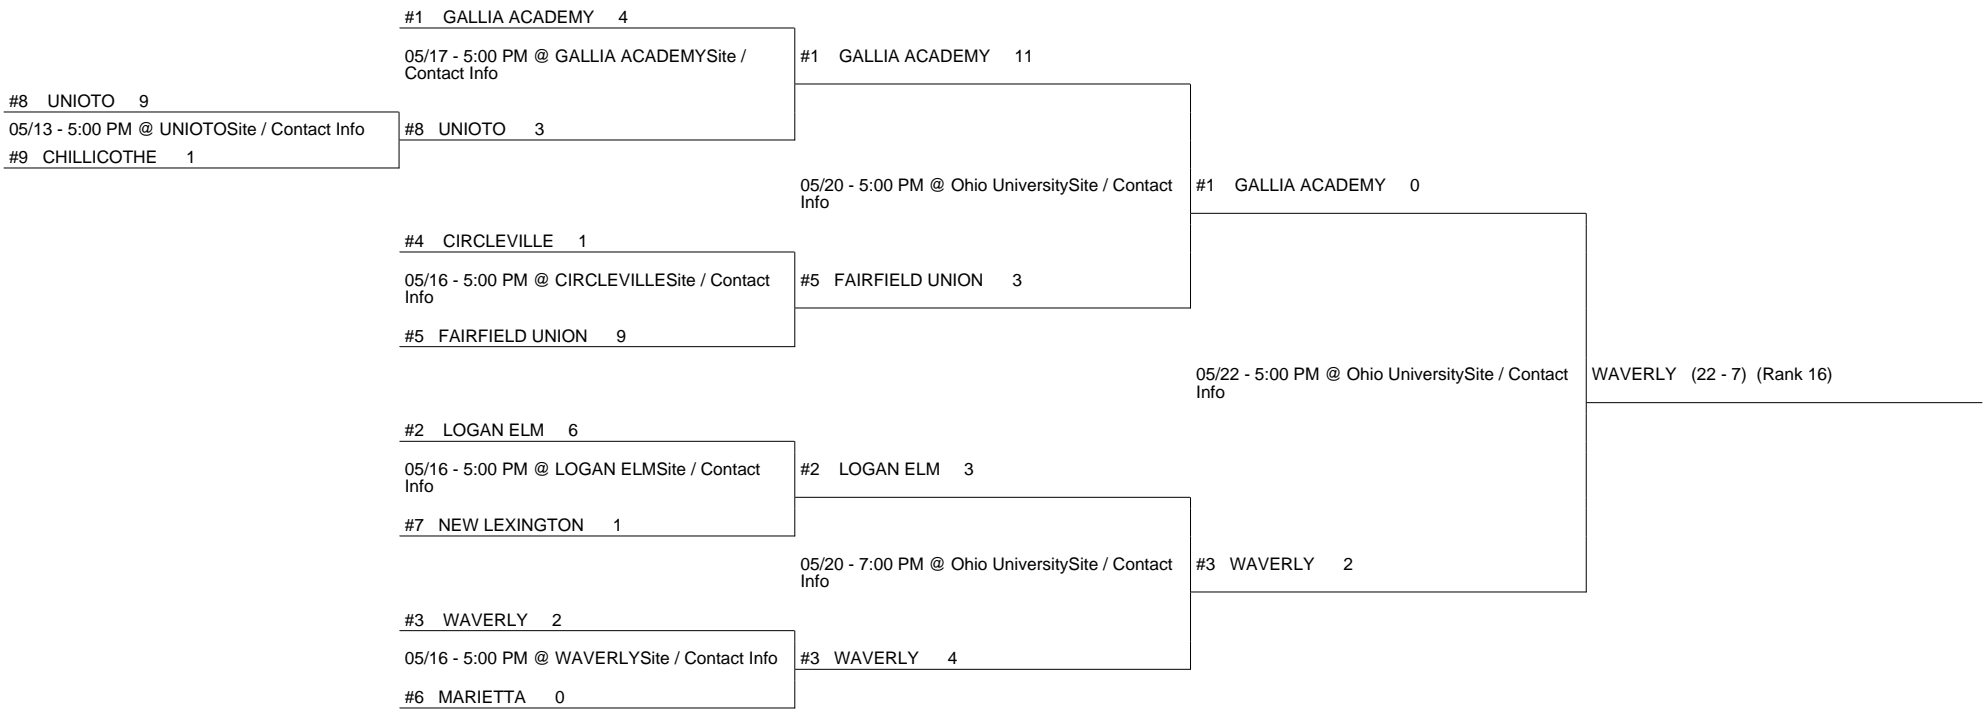 #1 GALLIA ACADEMY 4
05/17 - 5:00 PM @ GALLIA ACADEMYSite /
Contact Info
#1 GALLIA ACADEMY 11
#8 UNIOTO 9
05/13 - 5:00 PM @ UNIOTOSite / Contact Info
#8 UNIOTO 3
#9 CHILLICOTHE 1
05/20 - 5:00 PM @ Ohio UniversitySite / Contact
Info
#1 GALLIA ACADEMY 0
#4 CIRCLEVILLE 1
05/16 - 5:00 PM @ CIRCLEVILLESite / Contact
Info
#5 FAIRFIELD UNION 3
#5 FAIRFIELD UNION 9
05/22 - 5:00 PM @ Ohio UniversitySite / Contact
Info
WAVERLY (22 - 7) (Rank 16)
#2 LOGAN ELM 6
05/16 - 5:00 PM @ LOGAN ELMSite / Contact
Info
#2 LOGAN ELM 3
#7 NEW LEXINGTON 1
05/20 - 7:00 PM @ Ohio UniversitySite / Contact
Info
#3 WAVERLY 2
#3 WAVERLY 2
05/16 - 5:00 PM @ WAVERLYSite / Contact Info
#3 WAVERLY 4
#6 MARIETTA 0